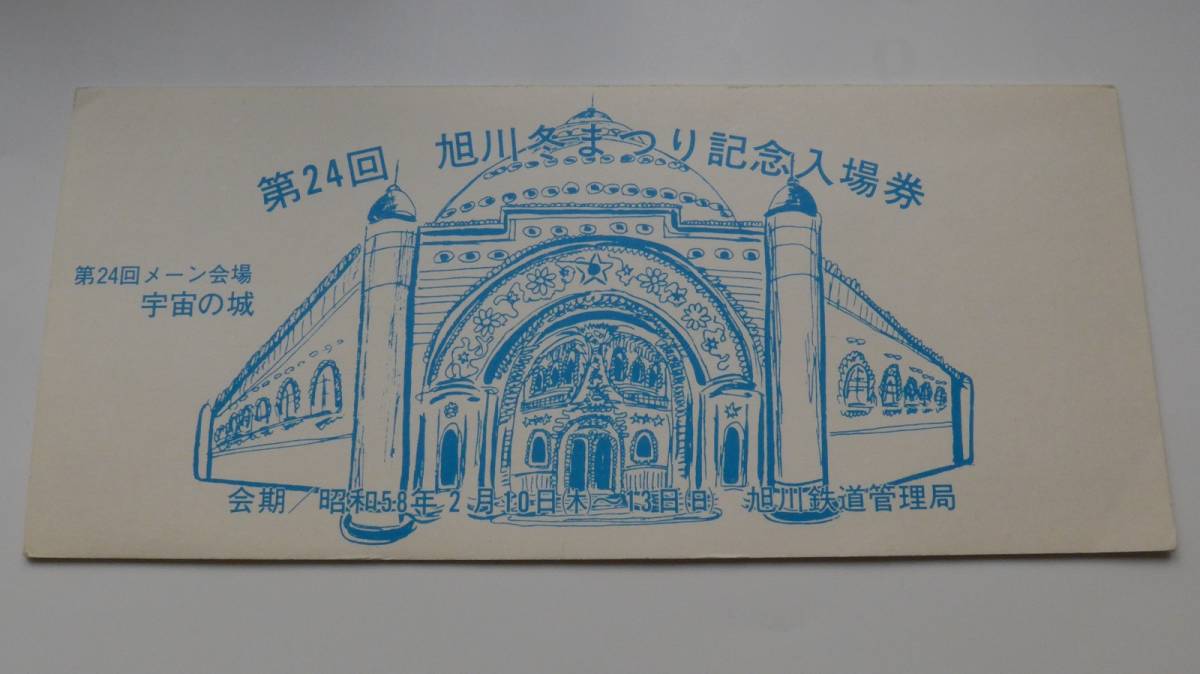 第24回 旭川冬まつり記念入場券
第24回メーン会場
宇宙の城
会期/昭和58年2月10日木〜13日日 旭川鉄道管理局